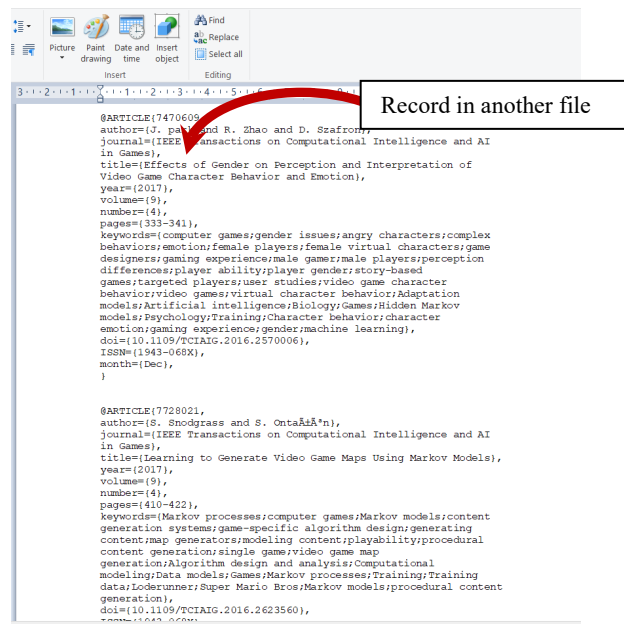 Find
Replace
Select all
Picture Paint drawing Date and time Insert object
Insert
Editing
3 2 1 1 2 3 4 5 6
Record in another file
@ARTICLE{7470609
author={J. and R. Zhao and D. Szafron},
journal={IEEE Transactions on Computational Intelligence and AI
in Games},
title={Effects of Gender on Perception and Interpretation of
Video Game Character Behavior and Emotion},
year={2017},
volume={9},
number={4},
pages={333-341},
keywords={computer games;gender issues;angry characters;complex
behaviors;emotion;female players;female virtual characters;game
designers;gaming experience;male gamer;male players;perception
differences;player ability;player gender;story-based
games;targeted players;user studies;video game character
behavior;video games;virtual character behavior;Adaptation
models;Artificial intelligence;Biology;Games;Hidden Markov
models;Psychology;Training;Character behavior;character
emotion;gaming experience;gender;machine learning},
doi={10.1109/TCIAIG.2016.2570006},
ISSN={1943-068X},
month={Dec},
}
@ARTICLE{7728021,
author={S. Snodgrass and S. OntaÃ±Ã³n},
journal={IEEE Transactions on Computational Intelligence and AI
in Games},
title={Learning to Generate Video Game Maps Using Markov Models},
year={2017},
volume={9},
number={4},
pages={410-422},
keywords={Markov processes;computer games;Markov models;content
generation systems;game-specific algorithm design;generating
content;map generators;modeling content;playability;procedural
content generation;single game;video game map
generation;Algorithm design and analysis;Computational
modeling;Data models;Games;Markov processes;Training;Training
data;Loderunner;Super Mario Bros;Markov models;procedural content
generation},
doi={10.1109/TCIAIG.2016.2623560},